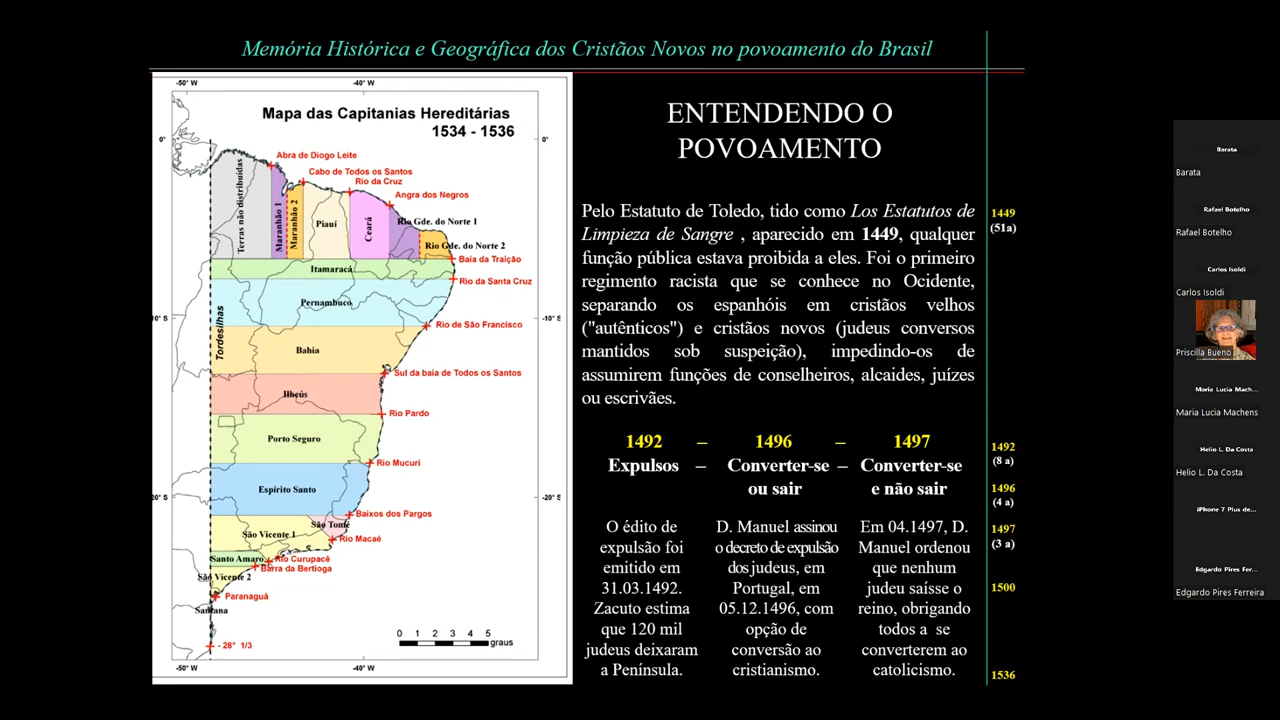 Memória Histórica e Geográfica dos Cristãos Novos no povoamento do Brasil
-50° W
-40° W
Mapa das Capitanias Hereditárias
1534 - 1536
0°
0°
Abra de Diogo Leite
Cabo de Todos os Santos
Rio da Cruz
Angra dos Negros
Terras não distribuídas
Maranhão 1
Maranhão 2
Piauí
Ceará
Rio Gde. do Norte 1
Rio Gde. do Norte 2
Baia da Traição
Itamaracá
Rio da Santa Cruz
Pernambuco
10° S
-10° S
Rio de São Francisco
Tordesilhas
Bahia
Sul da baia de Todos os Santos
Ilhéus
Rio Pardo
Porto Seguro
Rio Mucuri
Espírito Santo
20° S
-20° S
Baixos dos Pargos
São Tomé
São Vicente 1
Rio Macaé
Santo Amaro
Rio Curupacê
Barra da Bertioga
São Vicente 2
Paranaguá
Santana
- 28° 1/3
0 1 2 3 4 5
graus
-50° W
-40° W
ENTENDENDO O
POVOAMENTO
Pelo Estatuto de Toledo, tido como Los Estatutos de
Limpieza de Sangre , aparecido em 1449, qualquer
função pública estava proibida a eles. Foi o primeiro
regimento racista que se conhece no Ocidente,
separando os espanhóis em cristãos velhos
("autênticos") e cristãos novos (judeus conversos
mantidos sob suspeição), impedindo-os de
assumirem funções de conselheiros, alcaides, juízes
ou escrivães.
1492 – 1496 – 1497
Expulsos – Converter-se – Converter-se
ou sair e não sair
O édito de
expulsão foi
emitido em
31.03.1492.
Zacuto estima
que 120 mil
judeus deixaram
a Península.
D. Manuel assinou
o decreto de expulsão
dos judeus, em
Portugal, em
05.12.1496, com
opção de
conversão ao
cristianismo.
Em 04.1497, D.
Manuel ordenou
que nenhum
judeu saísse o
reino, obrigando
todos a se
converterem ao
catolicismo.
1449
(51a)
1492
(8 a)
1496
(4 a)
1497
(3 a)
1500
1536
Barata
Barata
Rafael Botelho
Rafael Botelho
Carlos Isoldi
Carlos Isoldi
Priscilla Bueno
Maria Lucia Mach...
Maria Lucia Machens
Helio L. Da Costa
Helio L. Da Costa
iPhone 7 Plus de...
Edgardo Pires Fer...
Edgardo Pires Ferreira